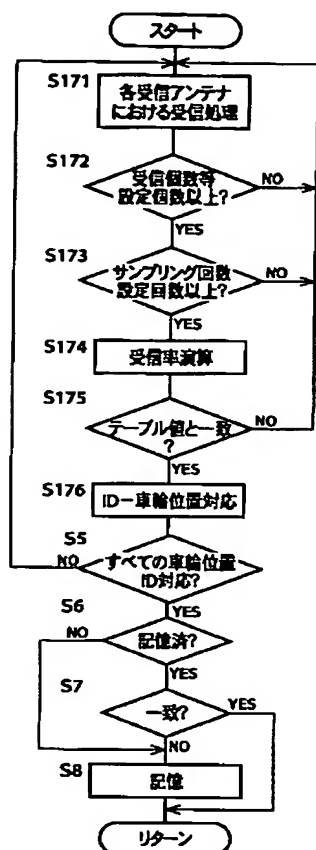 スタート
S171
各受信アンテナ
における受信処理
S172
受信個数等
設定個数以上?
NO
YES
S173
サンプリング回数
設定回数以上?
NO
YES
S174
受信率演算
S175
テーブル値と一致
?
NO
YES
S176
ID－車輪位置対応
S5
すべての車輪位置
ID対応?
NO
YES
S6
記憶済?
NO
YES
S7
一致?
YES
NO
S8
記憶
リターン